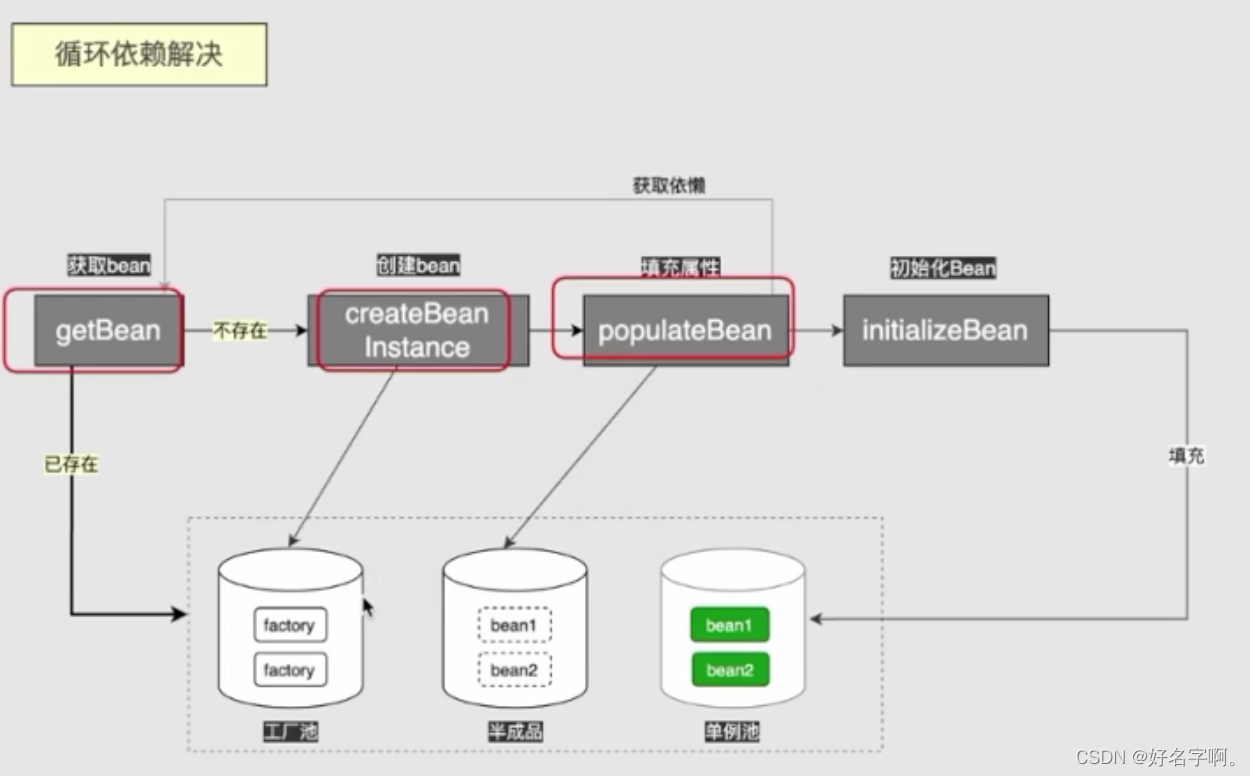 循环依赖解决
获取依懒
获取bean
创建bean
填充属性
初始化Bean
getBean
不存在
createBean
Instance
populateBean
initializeBean
已存在
填充
factory
factory
bean1
bean2
bean1
bean2
工厂池
半成品
单例池
CSDN @好名字啊。